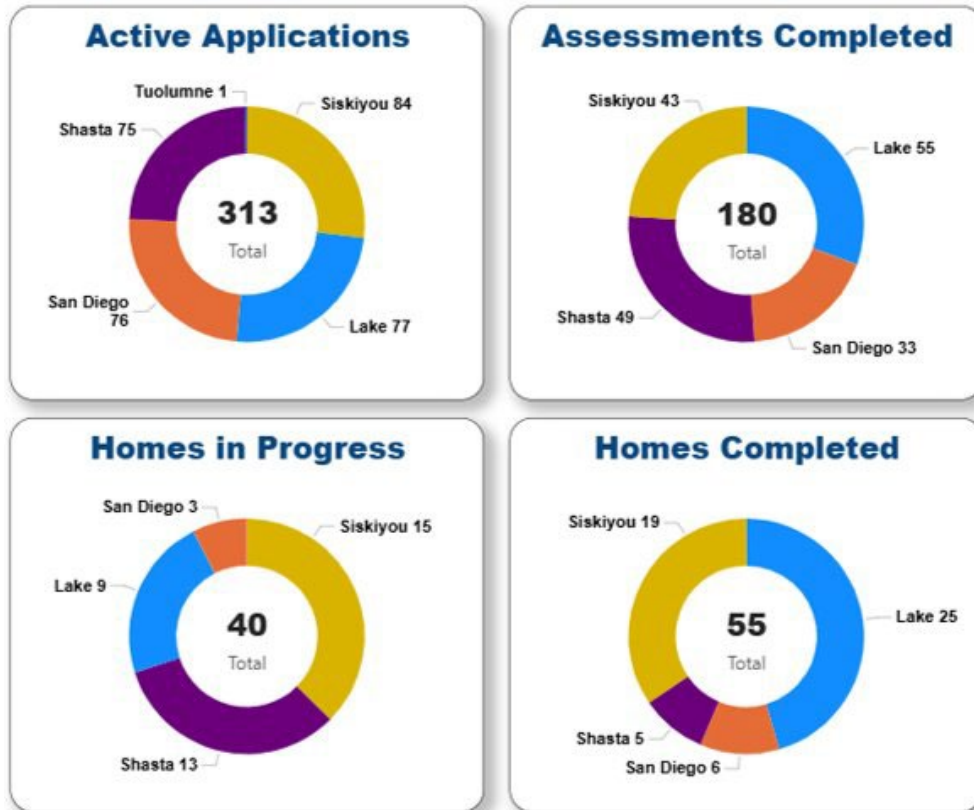 Active Applications
Tuolumne 1
Siskiyou 84
Shasta 75
313
Total
San Diego
76
Lake 77
Assessments Completed
Siskiyou 43
Lake 55
180
Total
Shasta 49
San Diego 33
Homes in Progress
San Diego 3
Siskiyou 15
Lake 9
40
Total
Shasta 13
Homes Completed
Siskiyou 19
Lake 25
55
Total
Shasta 5
San Diego 6